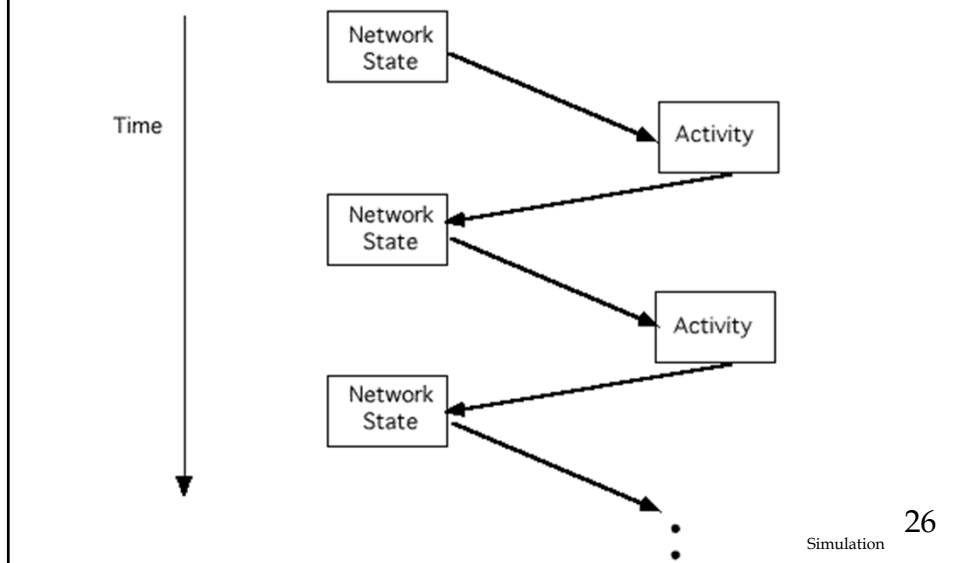 Network
State
Time
Activity
Network
State
Activity
Network
State
Simulation 26